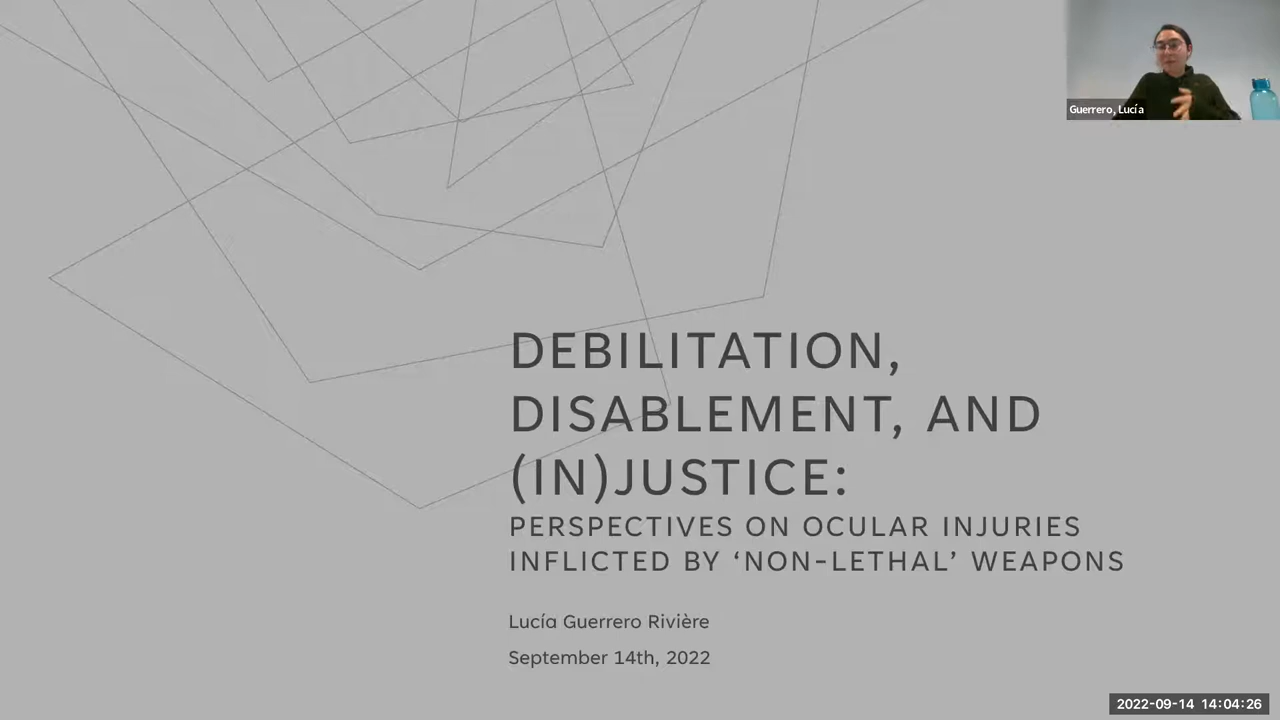 Guerrero, Lucía
DEBILITATION,
DISABLEMENT, AND
(IN)JUSTICE:
PERSPECTIVES ON OCULAR INJURIES
INFLICTED BY ‘NON-LETHAL’ WEAPONS
Lucía Guerrero Rivière
September 14th, 2022
2022-09-14 14:04:26